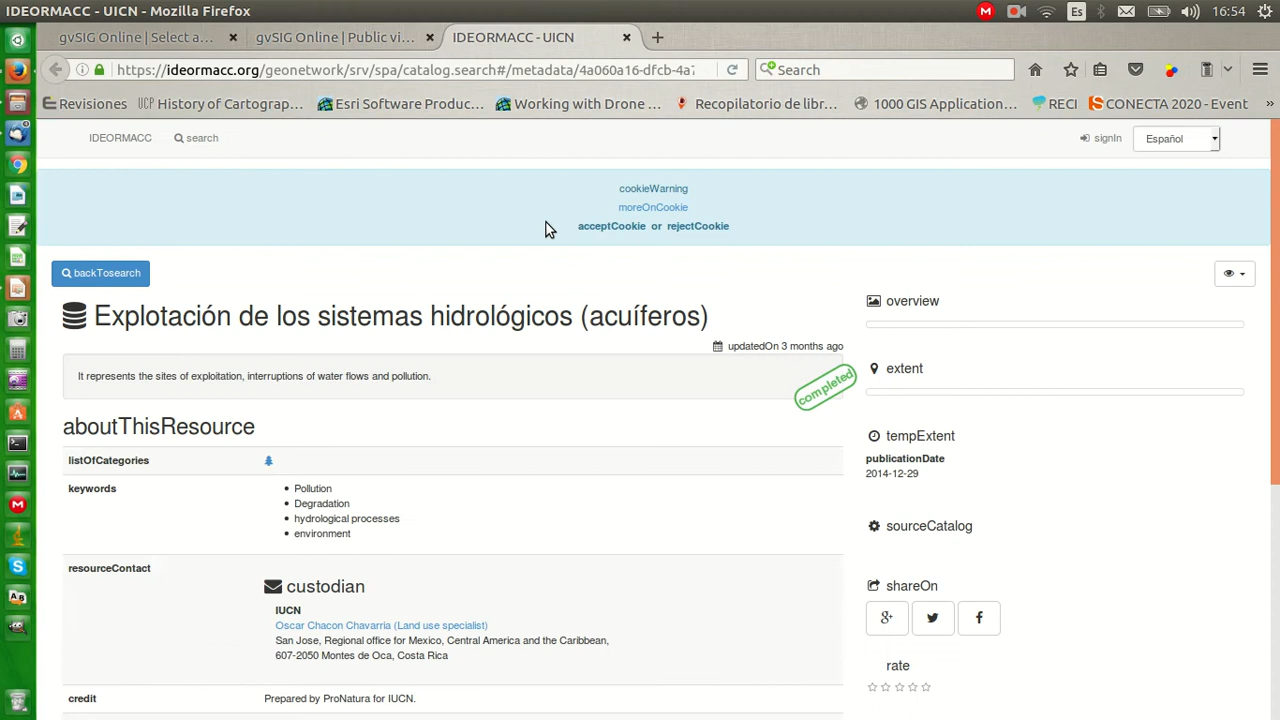 IDEORMACC - UICN - Mozilla Firefox
Es
16:54
gvSIG Online | Select a...
gvSIG Online | Public vi...
IDEORMACC - UICN
https://ideormacc.org/geonetwork/srv/spa/catalog.search#/metadata/4a060a16-dfcb-4a7
Search
Revisiones
UCP History of Cartograp...
Esri Software Produc...
Working with Drone ...
Recopilatorio de libr...
1000 GIS Application...
RECI
CONECTA 2020 - Event
IDEORMACC
search
signIn
Español
cookieWarning
moreOnCookie
acceptCookie or rejectCookie
backTosearch
Explotación de los sistemas hidrológicos (acuíferos)
updatedOn 3 months ago
It represents the sites of exploitation, interruptions of water flows and pollution.
completed
aboutThisResource
listOfCategories
keywords
Pollution
Degradation
hydrological processes
environment
resourceContact
custodian
IUCN
Oscar Chacon Chavarria (Land use specialist)
San Jose, Regional office for Mexico, Central America and the Caribbean,
607-2050 Montes de Oca, Costa Rica
credit
Prepared by ProNatura for IUCN.
overview
extent
tempExtent
publicationDate
2014-12-29
sourceCatalog
shareOn
rate